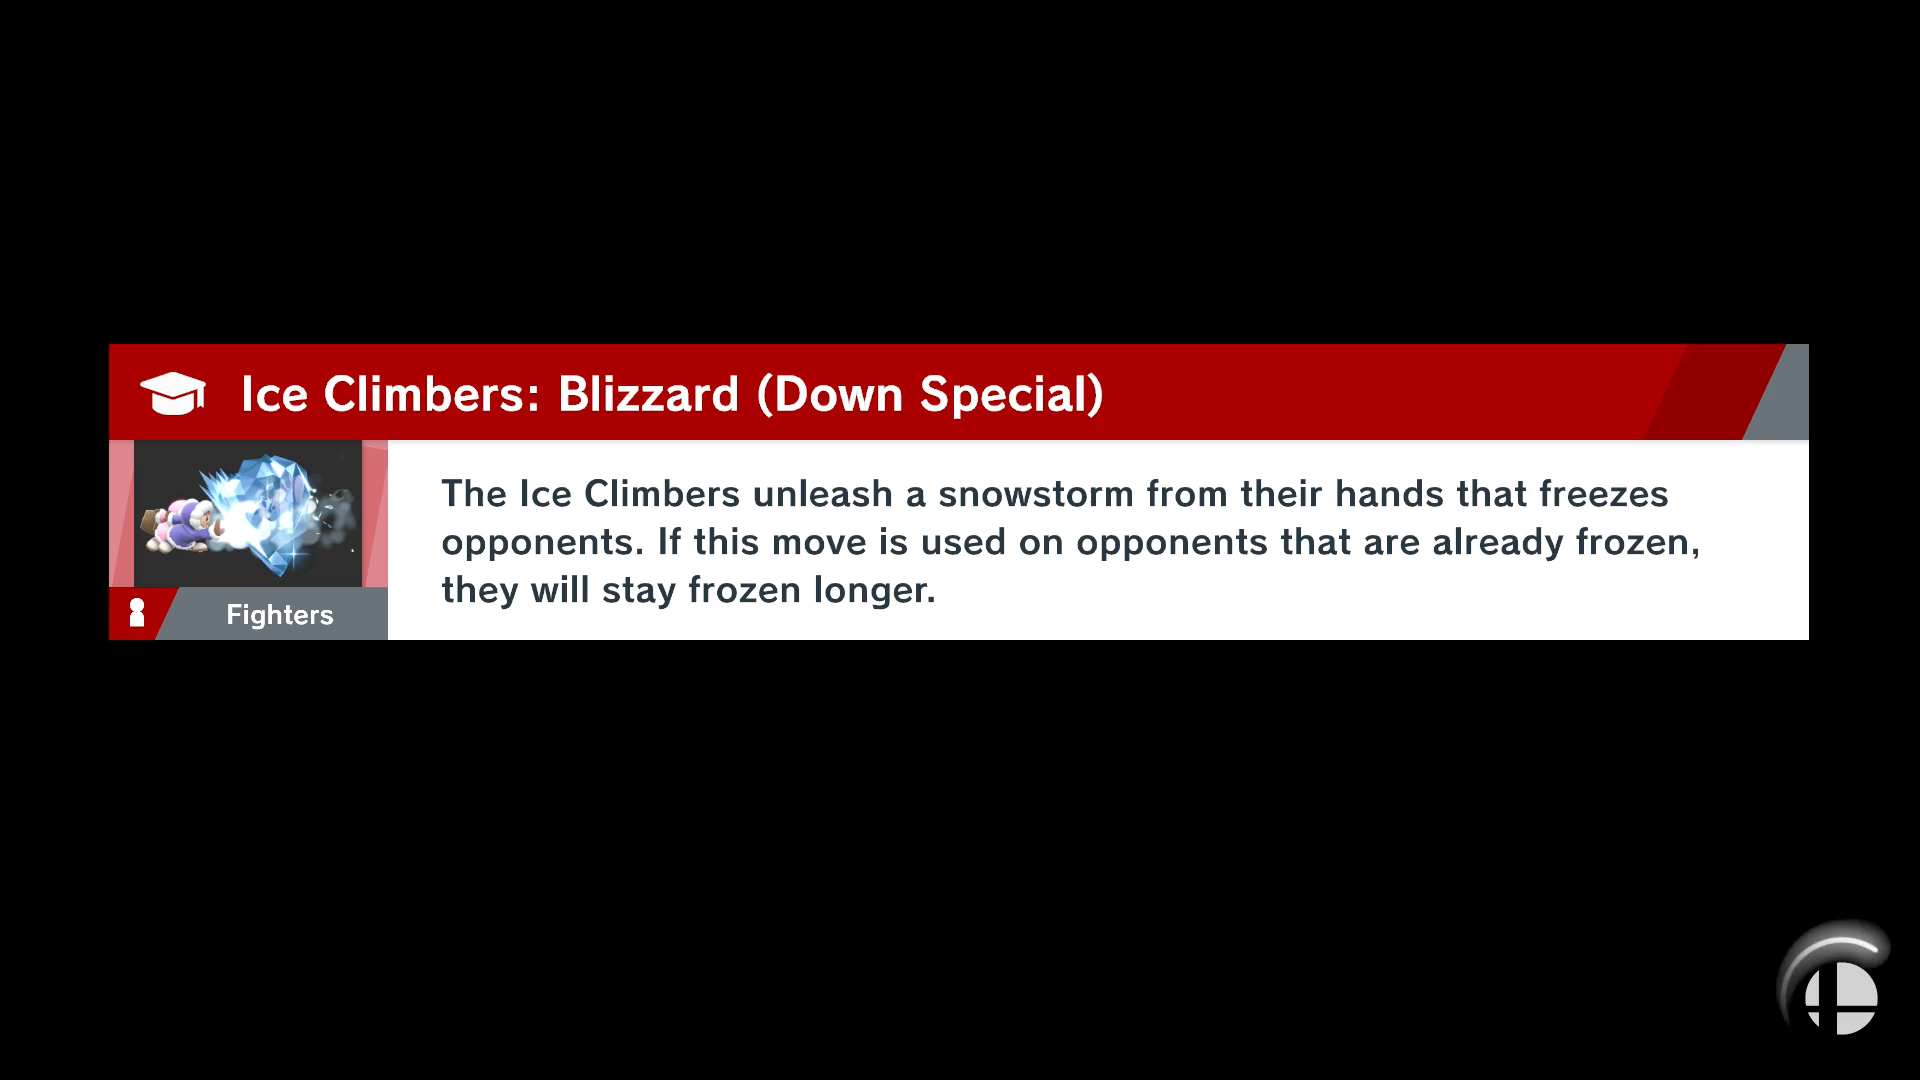 Ice Climbers: Blizzard (Down Special)
The Ice Climbers unleash a snowstorm from their hands that freezes
opponents. If this move is used on opponents that are already frozen,
they will stay frozen longer.
Fighters